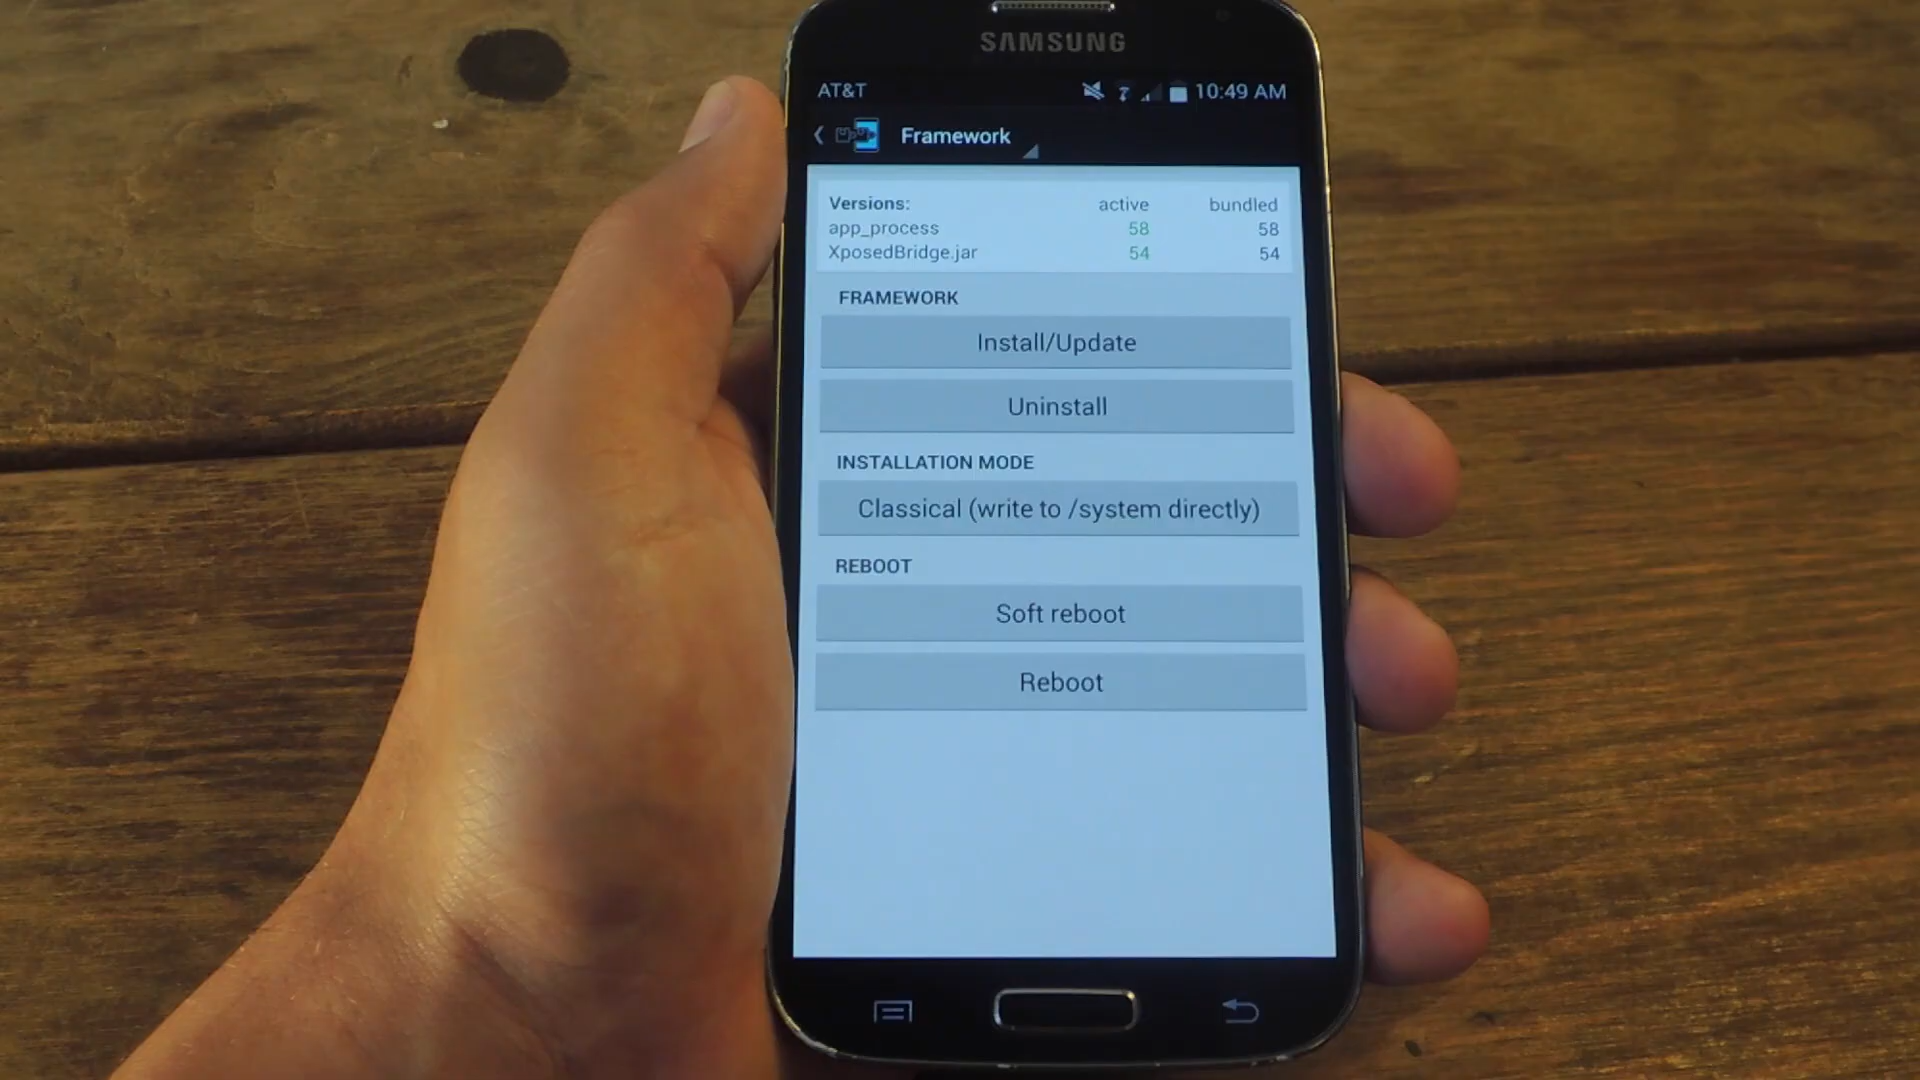 SAMSUNG
AT&T 10:49 AM
Framework
Versions: active bundled
app_process 58 58
XposedBridge.jar 54 54
FRAMEWORK
Install/Update
Uninstall
INSTALLATION MODE
Classical (write to /system directly)
REBOOT
Soft reboot
Reboot